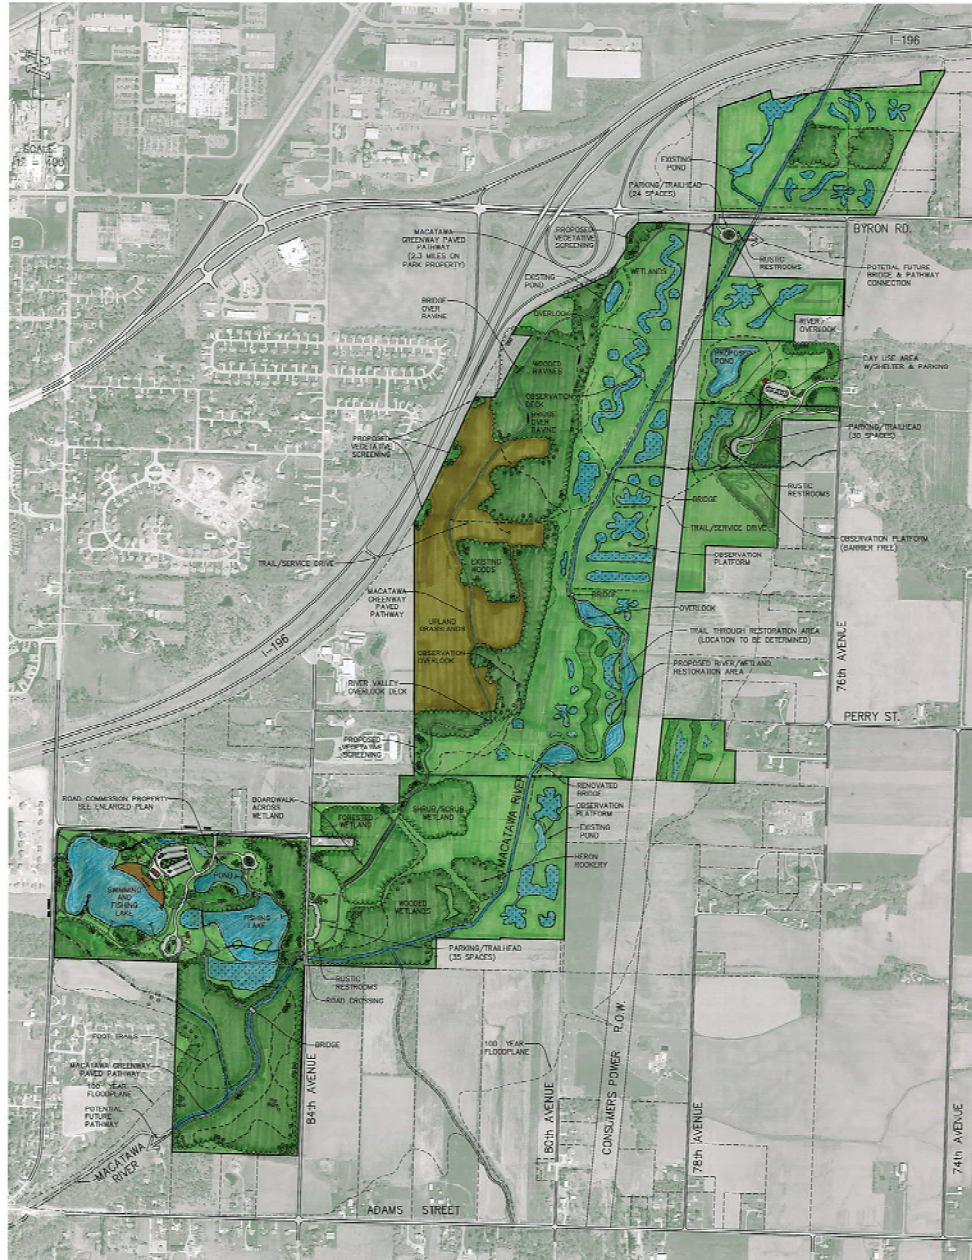 I-196
SCALE
1" = 400'
EXISTING
POND
PARKING/TRAILHEAD
(24 SPACES)
BYRON RD.
MACATAWA
GREENWAY PAVED
PATHWAY
(2.3 MILES ON
PARK PROPERTY)
PROPOSED
VEGETATIVE
SCREENING
RUSTIC
RESTROOMS
POTETIAL FUTURE
BRIDGE & PATHWAY
CONNECTION
WETLANDS
EXISTING
POND
BRIDGE
OVER
RAVINE
OVERLOOK
RIVER
OVERLOOK
PROPOSED
POND
DAY USE AREA
W/SHELTER & PARKING
WOODED
RAVINES
OBSERVATION
DECK
BRIDGE
OVER
RAVINE
PARKING/TRAILHEAD
(30 SPACES)
PROPOSED
VEGETATIVE
SCREENING
RUSTIC
RESTROOMS
BRIDGE
TRAIL/SERVICE DRIVE
OBSERVATION PLATFORM
(BARRIER FREE)
OBSERVATION
PLATFORM
TRAIL/SERVICE DRIVE
EXISTING
WOODS
MACATAWA
GREENWAY
PAVED
PATHWAY
BRIDGE
OVERLOOK
UPLAND
GRASSLANDS
TRAIL THROUGH RESTORATION AREA
(LOCATION TO BE DETERMINED)
I-196
OBSERVATION
OVERLOOK
PROPOSED RIVER/WETLAND
RESTORATION AREA
76th AVENUE
RIVER VALLEY
OVERLOOK DECK
PERRY ST.
PROPOSED
VEGETATIVE
SCREENING
ROAD COMMISSION PROPERTY
SEE ENLARGED PLAN
BOARDWALK
ACROSS
WETLAND
FORESTED
WETLAND
SHRUB/SCRUB
WETLAND
MACATAWA RIVER
RENOVATED
BRIDGE
OBSERVATION
PLATFORM
EXISTING
POND
HERON
ROOKERY
SWIMMING
AND
FISHING
LAKE
POND
FISHING
LAKE
WOODED
WETLANDS
PARKING/TRAILHEAD
(35 SPACES)
RUSTIC
RESTROOMS
ROAD CROSSING
FOOT TRAILS
BRIDGE
MACATAWA GREENWAY
PAVED PATHWAY
100 YEAR
FLOODPLANE
POTENTIAL
FUTURE
PATHWAY
MACATAWA
RIVER
84th AVENUE
100 YEAR
FLOODPLANE
80th AVENUE
CONSUMERS POWER R.O.W.
78th AVENUE
74th AVENUE
ADAMS STREET